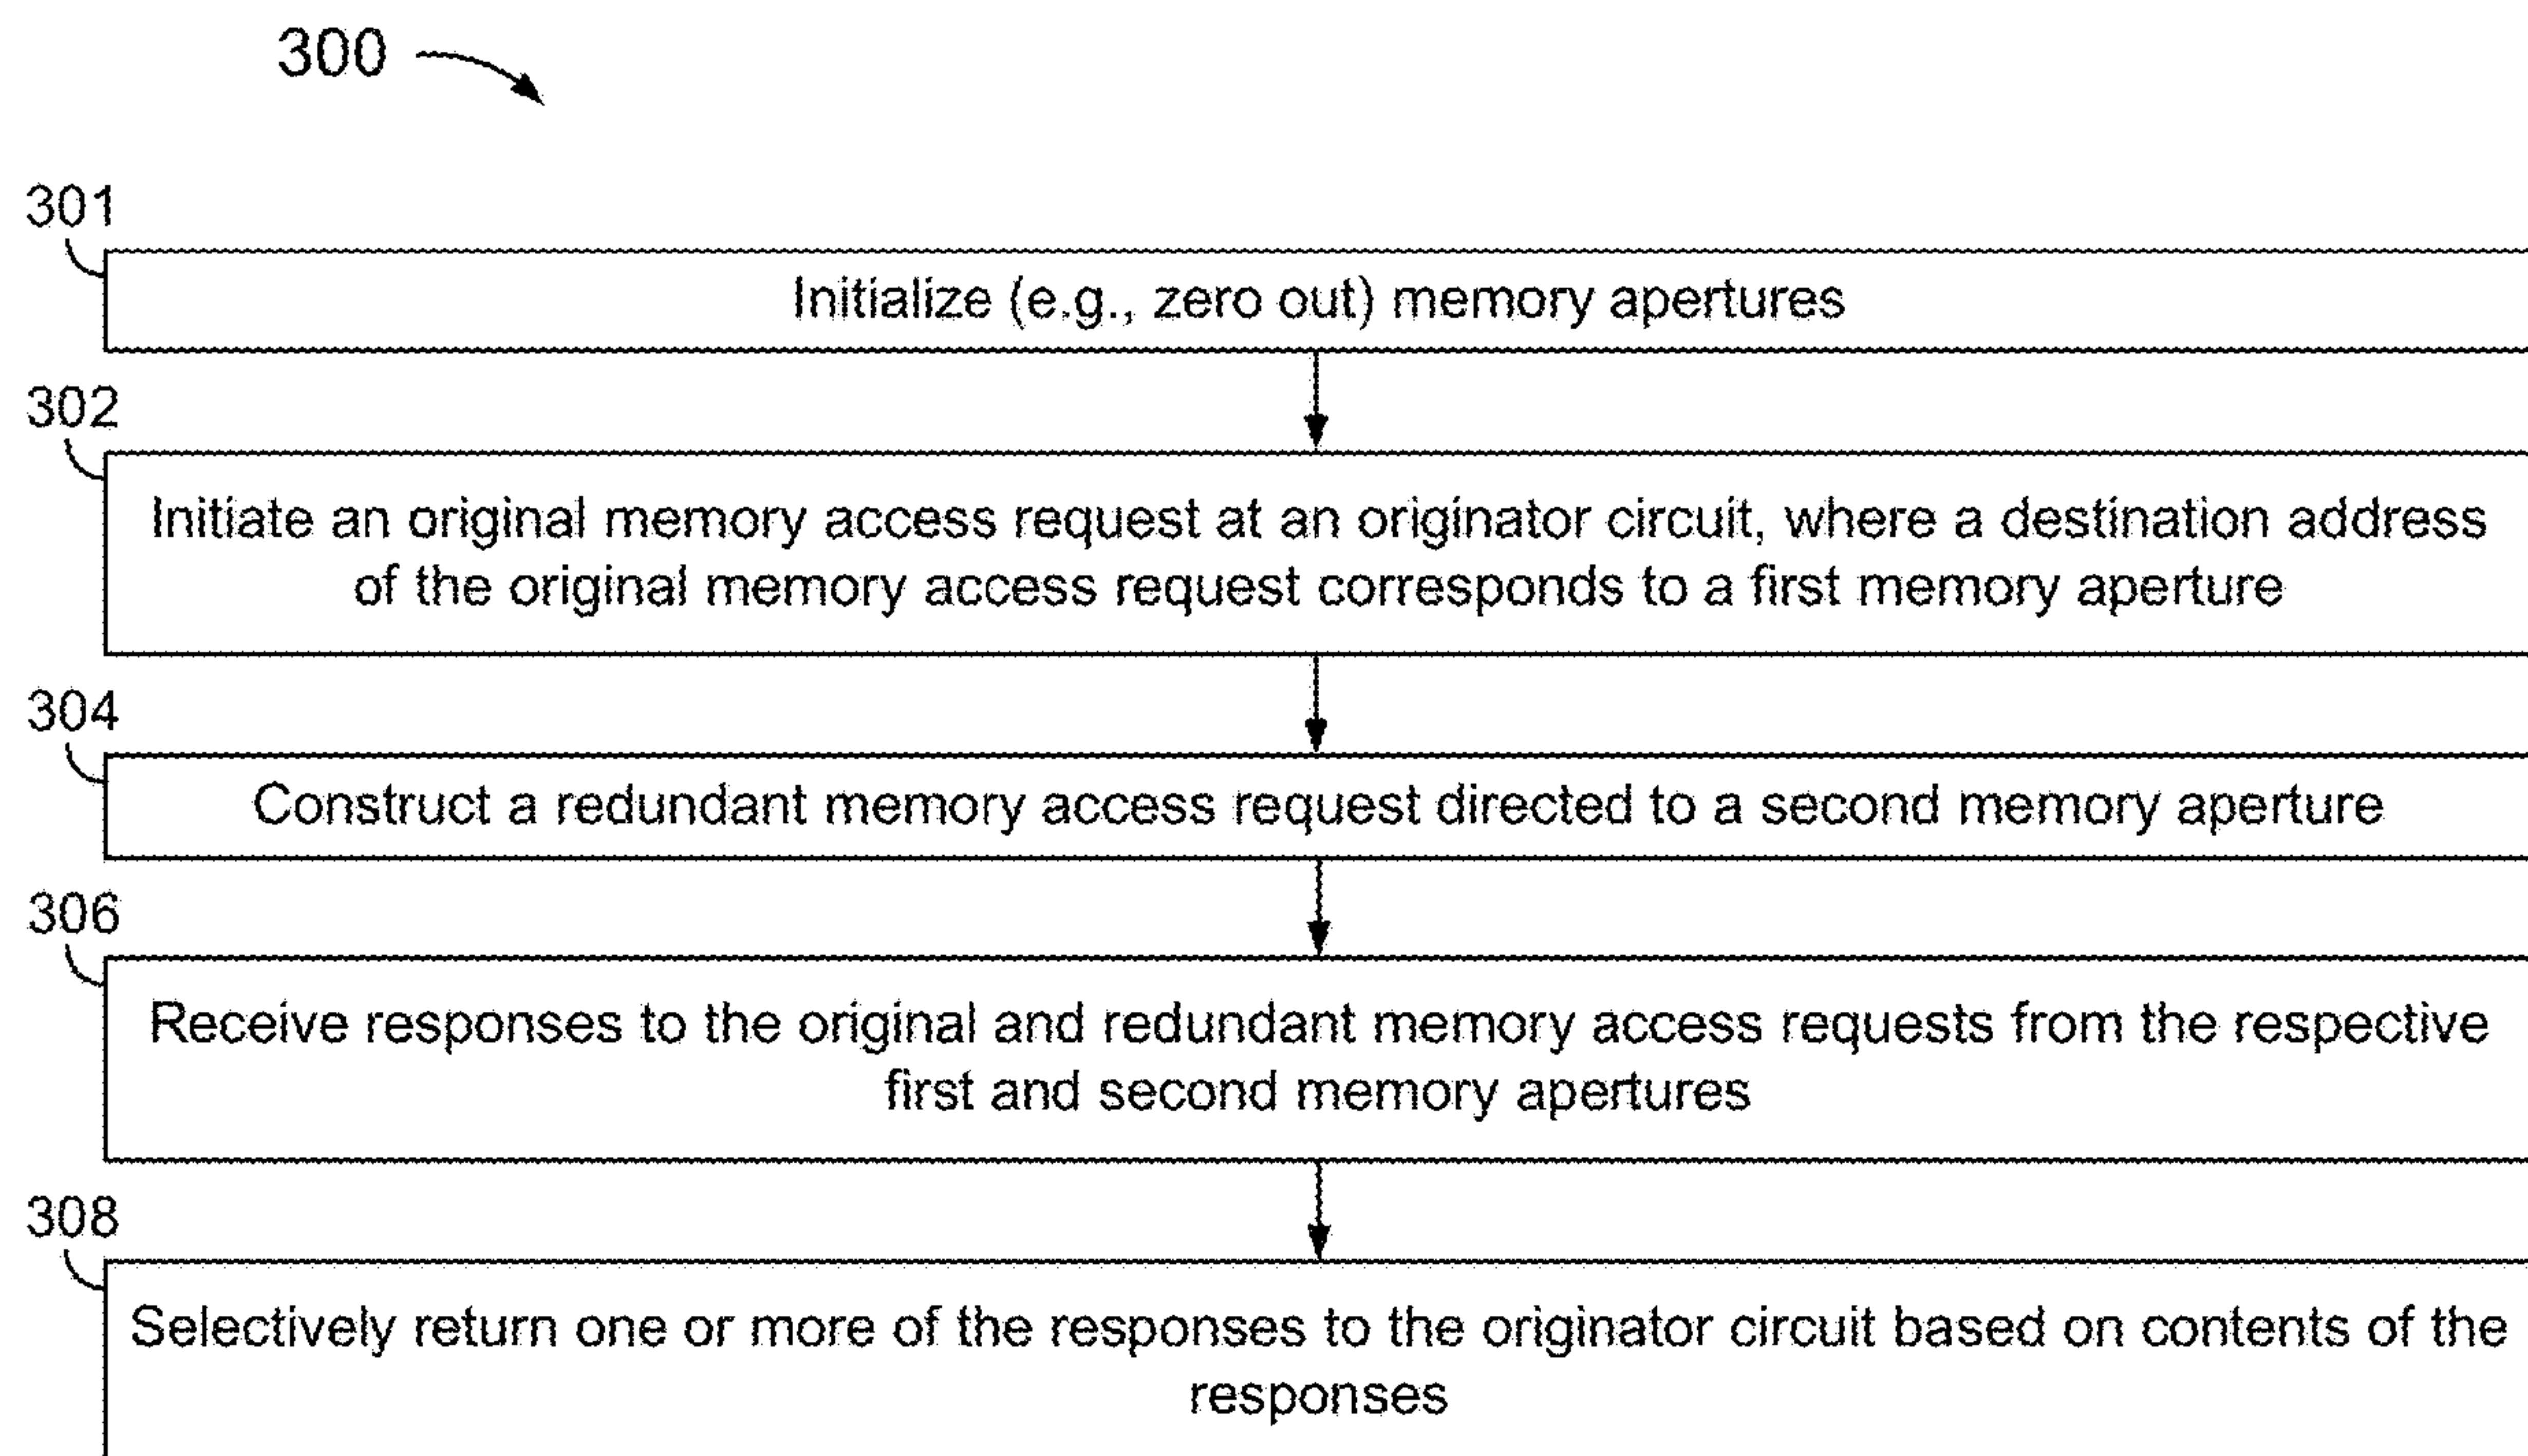 300
301
Initialize (e.g., zero out) memory apertures
302
Initiate an original memory access request at an originator circuit, where a destination address
of the original memory access request corresponds to a first memory aperture
304
Construct a redundant memory access request directed to a second memory aperture
306
Receive responses to the original and redundant memory access requests from the respective
first and second memory apertures
308
Selectively return one or more of the responses to the originator circuit based on contents of the
responses